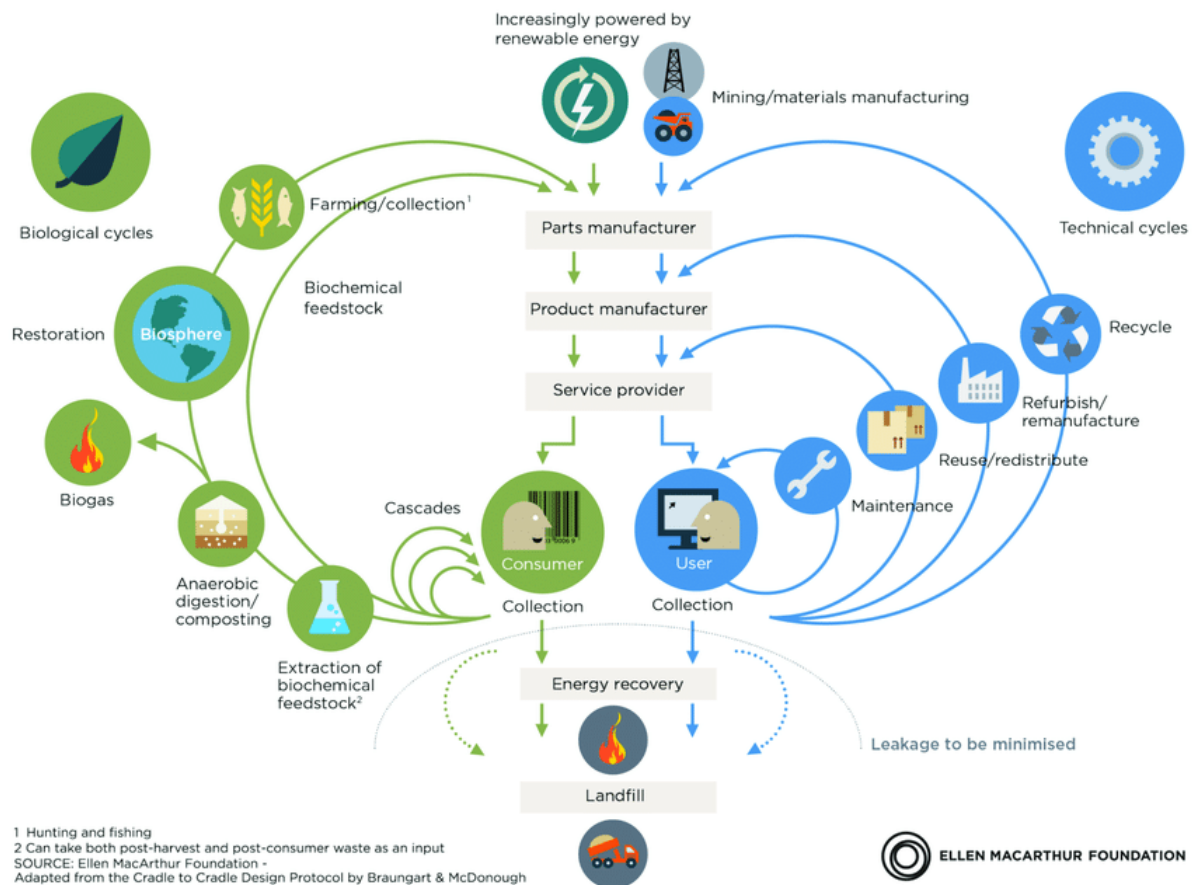 Increasingly powered by
renewable energy
Mining/materials manufacturing
Biological cycles
Technical cycles
Farming/collection¹
Parts manufacturer
Biochemical
feedstock
Product manufacturer
Restoration
Biosphere
Recycle
Service provider
Refurbish/
remanufacture
Reuse/redistribute
Biogas
Cascades
Maintenance
Consumer
User
Anaerobic
digestion/
composting
Collection
Collection
Extraction of
biochemical
feedstock²
Energy recovery
Leakage to be minimised
Landfill
1 Hunting and fishing
2 Can take both post-harvest and post-consumer waste as an input
SOURCE: Ellen MacArthur Foundation -
Adapted from the Cradle to Cradle Design Protocol by Braungart & McDonough
ELLEN MACARTHUR FOUNDATION